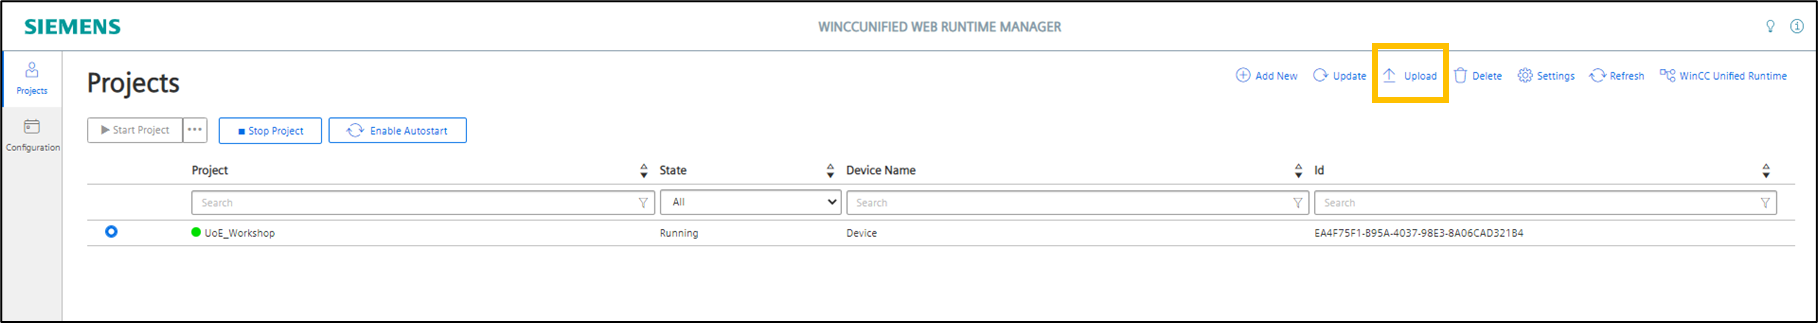 SIEMENS
WINCCUNIFIED WEB RUNTIME MANAGER
Projects
Configuration
Projects
Add New Update Upload Delete Settings Refresh WinCC Unified Runtime
Start Project ••• Stop Project Enable Autostart
Project State Device Name Id
Search All Search Search
UoE_Workshop Running Device EA4F75F1-B95A-4037-98E3-8A06CAD321B4